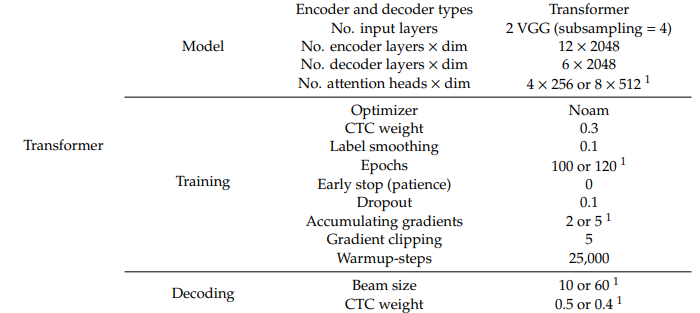 Encoder and decoder types Transformer
No. input layers 2 VGG (subsampling = 4)
Model No. encoder layers × dim 12 × 2048
No. decoder layers × dim 6 × 2048
No. attention heads × dim 4 × 256 or 8 × 512 ¹
Optimizer Noam
CTC weight 0.3
Label smoothing 0.1
Transformer
Epochs 100 or 120 ¹
Training Early stop (patience) 0
Dropout 0.1
Accumulating gradients 2 or 5 ¹
Gradient clipping 5
Warmup-steps 25,000
Decoding Beam size 10 or 60 ¹
CTC weight 0.5 or 0.4 ¹